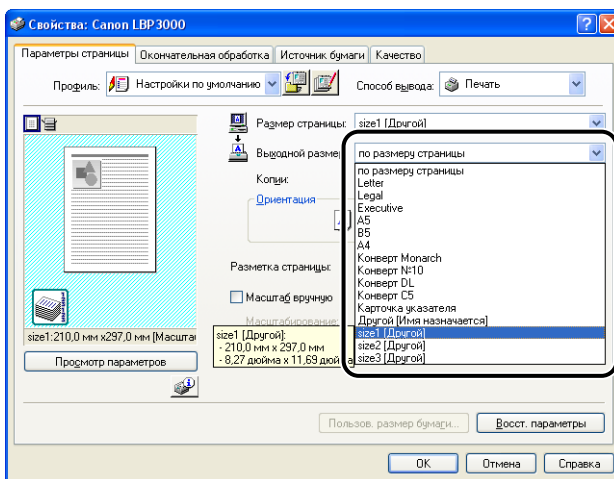 Свойства: Canon LBP3000
Параметры страницы Окончательная обработка Источник бумаги Качество
Профиль: Настройки по умолчанию Способ вывода: Печать
Размер страницы: size1 [Другой]
Выходной размер по размеру страницы
Копии:
Ориентация
Разметка страницы:
Масштаб вручную
Масштабирование:
по размеру страницы
Letter
Legal
Executive
A5
B5
A4
Конверт Monarch
Конверт №10
Конверт DL
Конверт C5
Карточка указателя
Другой [Имя назначается]
size1 [Другой]
size2 [Другой]
size3 [Другой]
size1:210,0 мм x297,0 мм [Масшта
size1 [Другой]:
- 210,0 мм x 297,0 мм
- 8,27 дюйма x 11,69 дюйма
Просмотр параметров
Пользов. размер бумаги... Восст. параметры
OK Отмена Справка